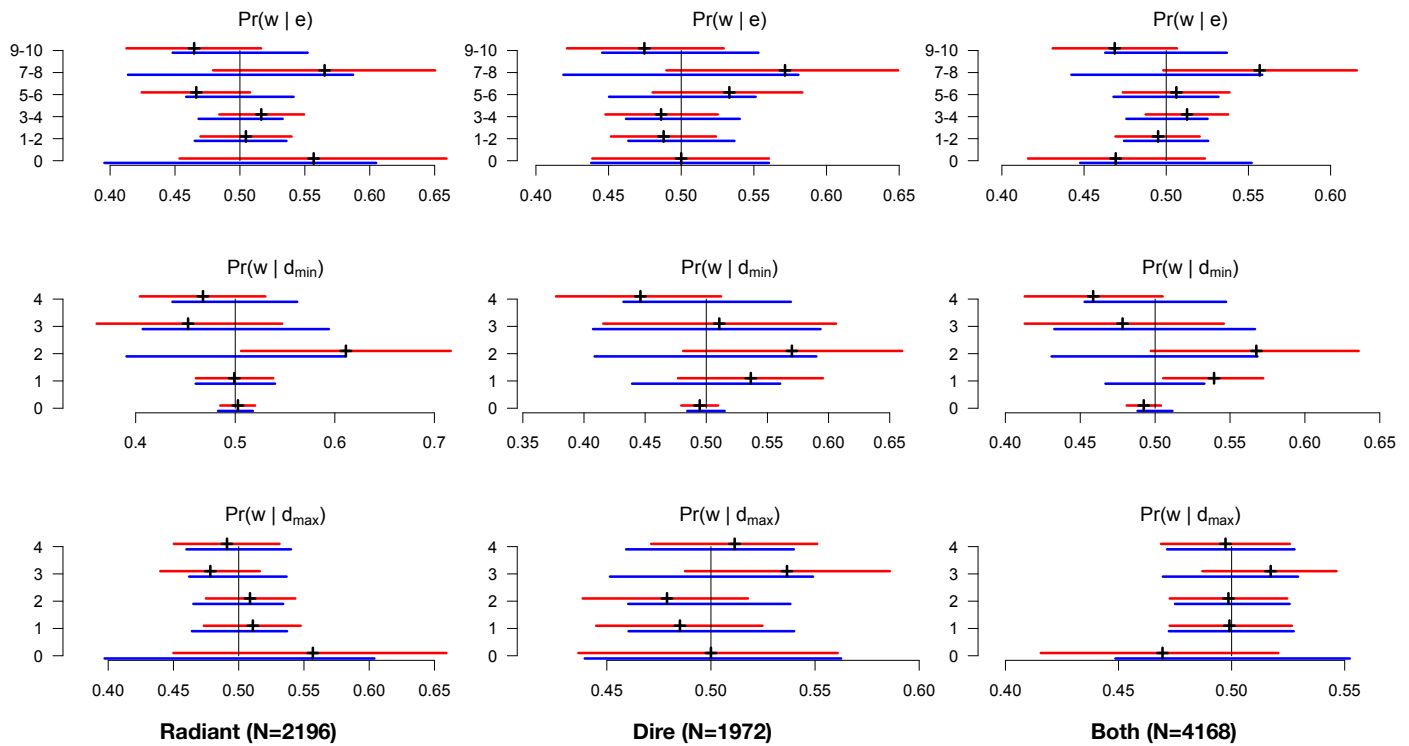 Pr(w | e)
9-10
7-8
5-6
3-4
1-2
0
0.40 0.45 0.50 0.55 0.60 0.65
Pr(w | e)
9-10
7-8
5-6
3-4
1-2
0
0.40 0.45 0.50 0.55 0.60 0.65
Pr(w | e)
9-10
7-8
5-6
3-4
1-2
0
0.40 0.45 0.50 0.55 0.60
Pr(w | dmin)
4
3
2
1
0
0.4 0.5 0.6 0.7
Pr(w | dmin)
4
3
2
1
0
0.35 0.40 0.45 0.50 0.55 0.60 0.65
Pr(w | dmin)
4
3
2
1
0
0.40 0.45 0.50 0.55 0.60 0.65
Pr(w | dmax)
4
3
2
1
0
0.40 0.45 0.50 0.55 0.60 0.65
Pr(w | dmax)
4
3
2
1
0
0.45 0.50 0.55 0.60
Pr(w | dmax)
4
3
2
1
0
0.40 0.45 0.50 0.55
Radiant (N=2196)
Dire (N=1972)
Both (N=4168)